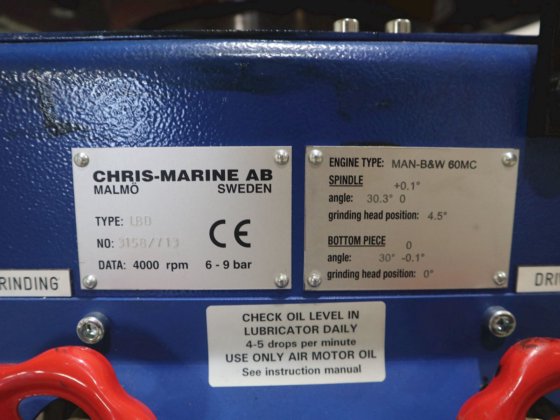 CHRIS-MARINE AB
MALMÖ SWEDEN
TYPE: LBD
NO: 3158/713
DATA: 4000 rpm 6 - 9 bar
CE
ENGINE TYPE: MAN-B&W 60MC
SPINDLE +0.1°
angle: 30.3° 0
grinding head position: 4.5°
BOTTOM PIECE 0
angle: 30° -0.1°
grinding head position: 0°
RINDING
DRI
CHECK OIL LEVEL IN
LUBRICATOR DAILY
4-5 drops per minute
USE ONLY AIR MOTOR OIL
See instruction manual